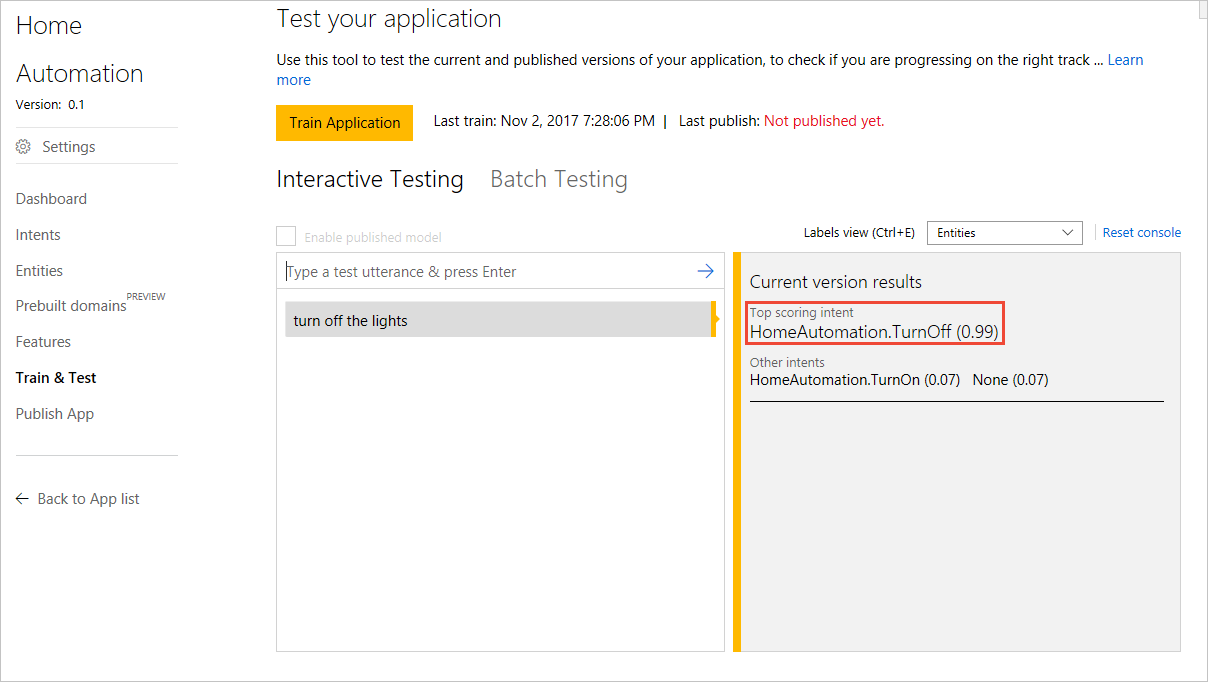 Home
Automation
Version: 0.1
Settings
Dashboard
Intents
Entities
Prebuilt domains PREVIEW
Features
Train & Test
Publish App
Back to App list
Test your application
Use this tool to test the current and published versions of your application, to check if you are progressing on the right track ... Learn
more
Train Application Last train: Nov 2, 2017 7:28:06 PM | Last publish: Not published yet.
Interactive Testing Batch Testing
Labels view (Ctrl+E) Entities Reset console
Enable published model
Type a test utterance & press Enter
turn off the lights
Current version results
Top scoring intent
HomeAutomation.TurnOff (0.99)
Other intents
HomeAutomation.TurnOn (0.07) None (0.07)